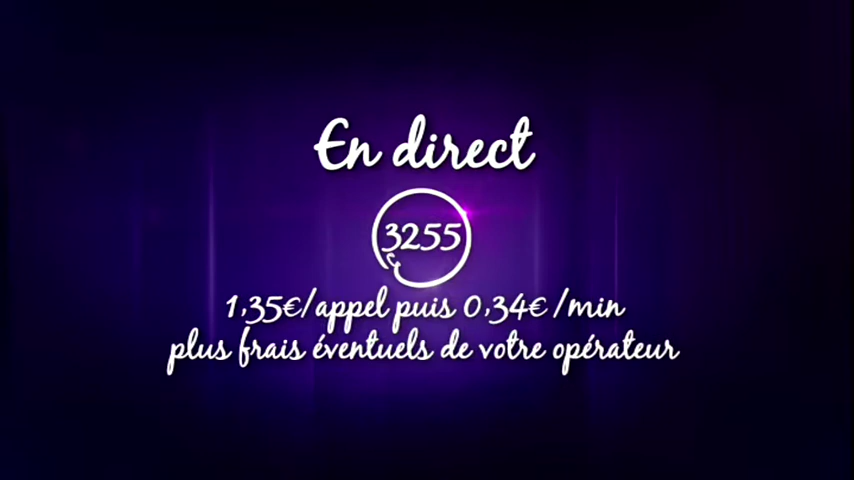 En direct
3255
1,35€/appel puis 0,34€ /min
plus frais éventuels de votre opérateur